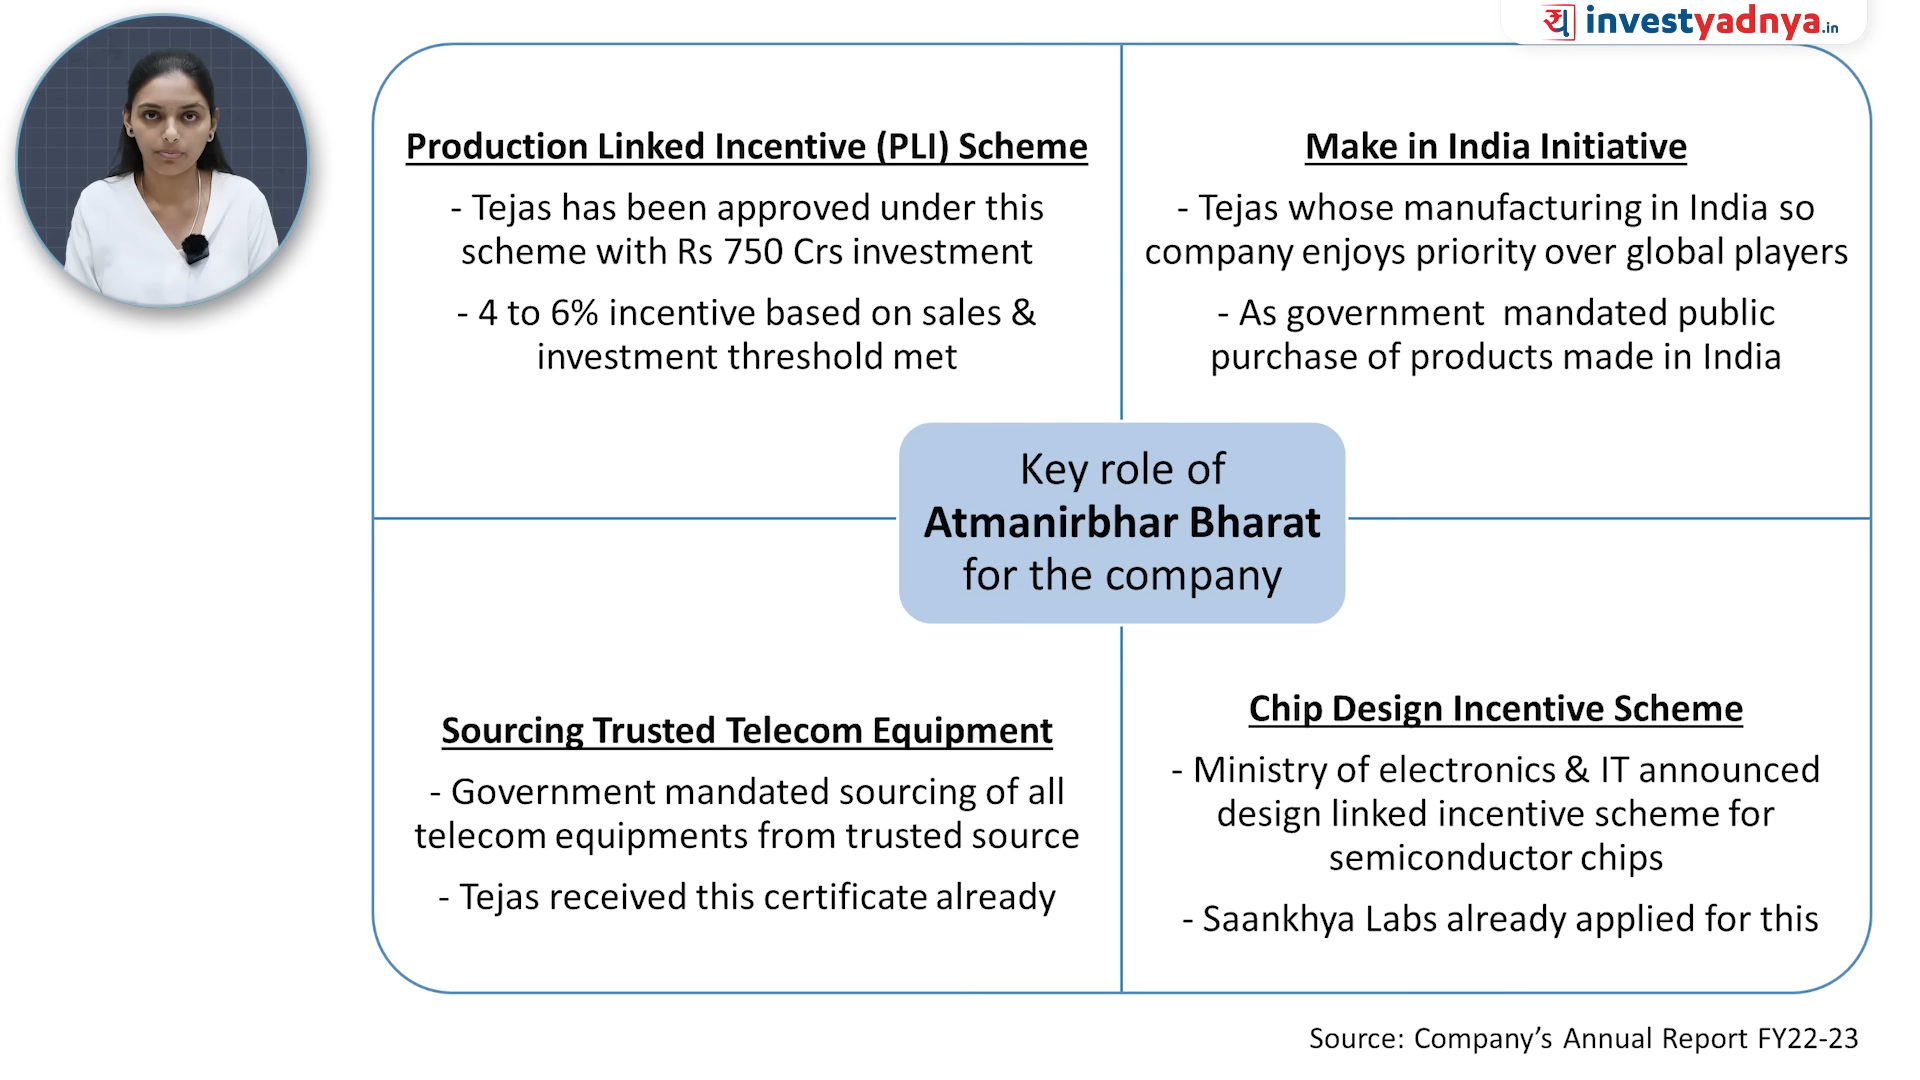 investyadnya.in
Production Linked Incentive (PLI) Scheme
- Tejas has been approved under this
scheme with Rs 750 Crs investment
- 4 to 6% incentive based on sales &
investment threshold met
Make in India Initiative
- Tejas whose manufacturing in India so
company enjoys priority over global players
- As government mandated public
purchase of products made in India
Key role of
Atmanirbhar Bharat
for the company
Sourcing Trusted Telecom Equipment
- Government mandated sourcing of all
telecom equipments from trusted source
- Tejas received this certificate already
Chip Design Incentive Scheme
- Ministry of electronics & IT announced
design linked incentive scheme for
semiconductor chips
- Saankhya Labs already applied for this
Source: Company’s Annual Report FY22-23